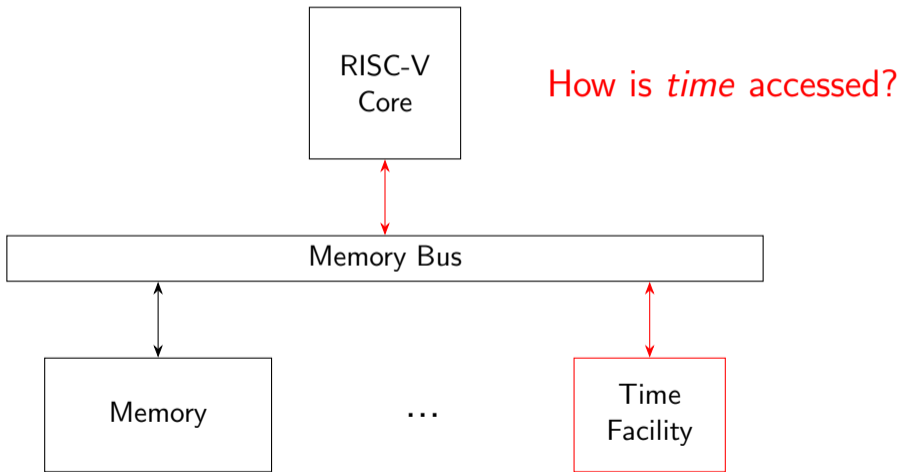 RISC-V
Core
How is time accessed?
Memory Bus
Memory
...
Time
Facility